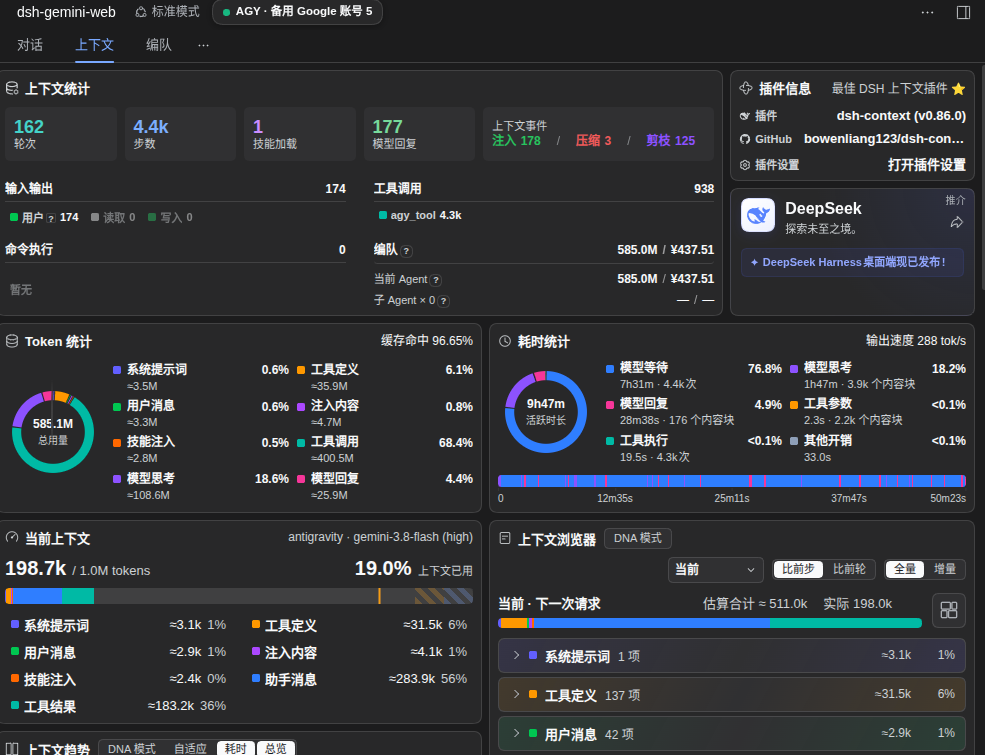 dsh-gemini-web 标准模式 AGY · 备用 Google 账号 5 ···
对话 上下文 编队 ···
上下文统计
162 4.4k 1 177
轮次 步数 技能加载 模型回复
上下文事件
注入 178 / 压缩 3 / 剪枝 125
输入输出 174
用户 ? 174 读取 0 写入 0
命令执行 0
暂无
工具调用 938
agy_tool 4.3k
编队 ? 585.0M / ¥437.51
当前 Agent ? 585.0M / ¥437.51
子 Agent × 0 ? — / —
插件信息 最佳 DSH 上下文插件 ⭐
插件 dsh-context (v0.86.0)
GitHub bowenliang123/dsh-con…
插件设置 打开插件设置
推介
DeepSeek
探索未至之境。
✦ DeepSeek Harness 桌面端现已发布！
Token 统计 缓存命中 96.65%
585.1M
总用量
系统提示词 0.6% 工具定义 6.1%
≈3.5M ≈35.9M
用户消息 0.6% 注入内容 0.8%
≈3.3M ≈4.7M
技能注入 0.5% 工具调用 68.4%
≈2.8M ≈400.5M
模型思考 18.6% 模型回复 4.4%
≈108.6M ≈25.9M
耗时统计 输出速度 288 tok/s
9h47m
活跃时长
模型等待 76.8% 模型思考 18.2%
7h31m · 4.4k 次 1h47m · 3.9k 个内容块
模型回复 4.9% 工具参数 <0.1%
28m38s · 176 个内容块 2.3s · 2.2k 个内容块
工具执行 <0.1% 其他开销 <0.1%
19.5s · 4.3k 次 33.0s
0 12m35s 25m11s 37m47s 50m23s
当前上下文 antigravity · gemini-3.8-flash (high)
198.7k / 1.0M tokens 19.0% 上下文已用
系统提示词 ≈3.1k 1% 工具定义 ≈31.5k 6%
用户消息 ≈2.9k 1% 注入内容 ≈4.1k 1%
技能注入 ≈2.4k 0% 助手消息 ≈283.9k 56%
工具结果 ≈183.2k 36%
上下文浏览器 DNA 模式
当前 比前步 比前轮 全量 增量
当前 · 下一次请求 估算合计 ≈ 511.0k 实际 198.0k
系统提示词 1 项 ≈3.1k 1%
工具定义 137 项 ≈31.5k 6%
用户消息 42 项 ≈2.9k 1%
上下文趋势 DNA 模式 自适应 耗时 总览